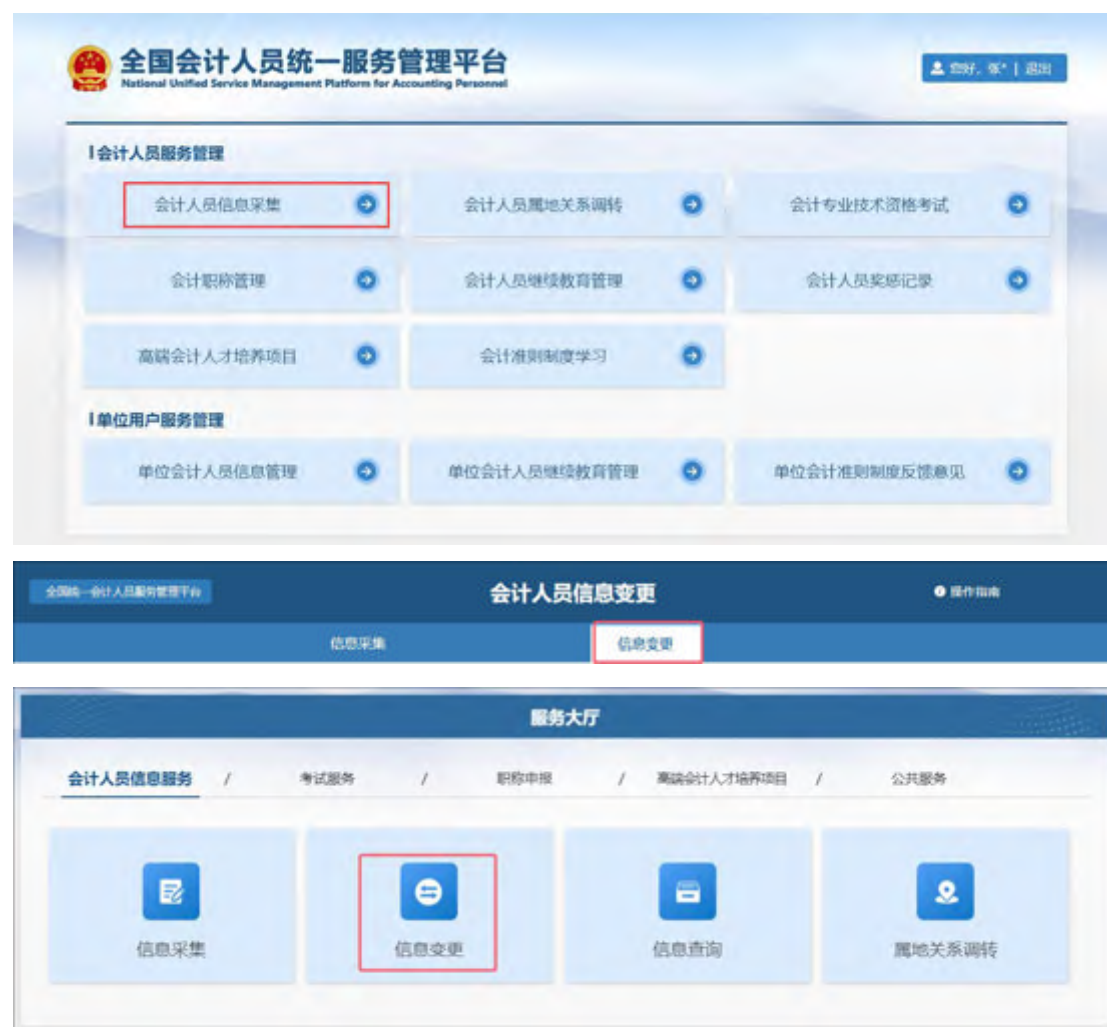 全国会计人员统一服务管理平台
National Unified Service Management Platform for Accounting Personnel
您好，张* | 退出
会计人员服务管理
会计人员信息采集
会计人员属地关系调转
会计专业技术资格考试
会计职称管理
会计人员继续教育管理
会计人员奖惩记录
高端会计人才培养项目
会计准则制度学习
单位用户服务管理
单位会计人员信息管理
单位会计人员继续教育管理
单位会计准则制度反馈意见
全国统一会计人员服务管理平台
会计人员信息变更
操作指南
信息采集
信息变更
服务大厅
会计人员信息服务 / 考试服务 / 职称申报 / 高端会计人才培养项目 / 公共服务
信息采集
信息变更
信息查询
属地关系调转